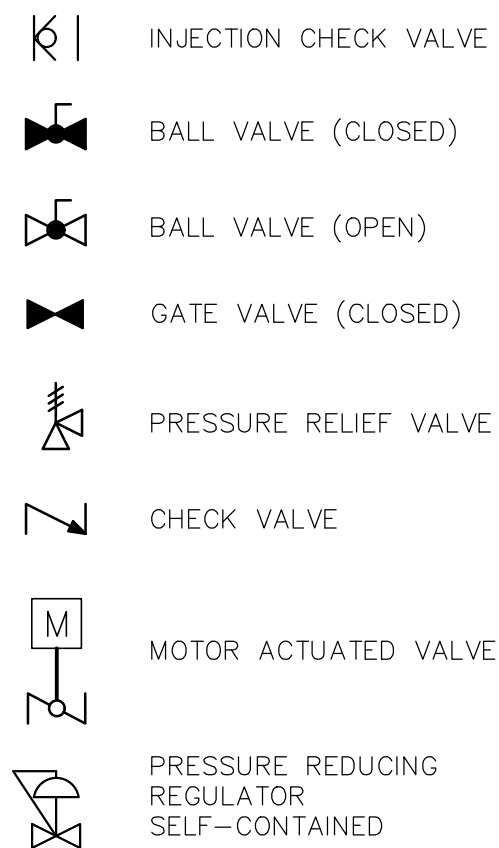 INJECTION CHECK VALVE
BALL VALVE (CLOSED)
BALL VALVE (OPEN)
GATE VALVE (CLOSED)
PRESSURE RELIEF VALVE
CHECK VALVE
M
MOTOR ACTUATED VALVE
PRESSURE REDUCING
REGULATOR
SELF-CONTAINED